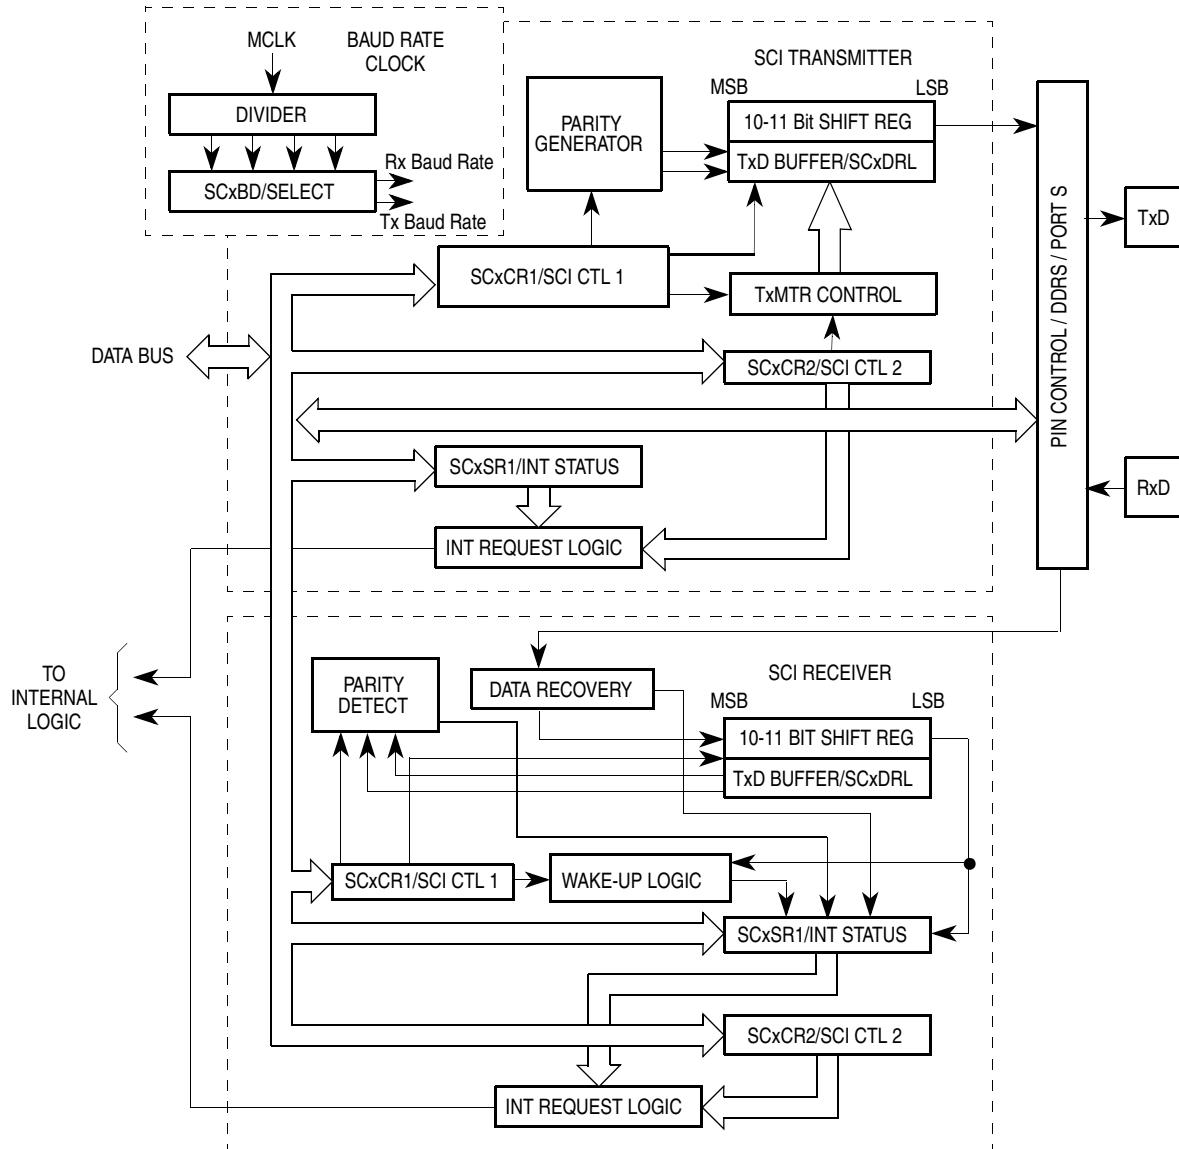 MCLK
BAUD RATE
CLOCK
DIVIDER
SCxBD/SELECT
Rx Baud Rate
Tx Baud Rate
SCI TRANSMITTER
MSB
LSB
PARITY
GENERATOR
10-11 Bit SHIFT REG
TxD BUFFER/SCxDRL
SCxCR1/SCI CTL 1
TxMTR CONTROL
DATA BUS
SCxCR2/SCI CTL 2
SCxSR1/INT STATUS
INT REQUEST LOGIC
PIN CONTROL / DDRS / PORT S
TxD
RxD
TO
INTERNAL
LOGIC
SCI RECEIVER
PARITY
DETECT
DATA RECOVERY
MSB
LSB
10-11 BIT SHIFT REG
TxD BUFFER/SCxDRL
SCxCR1/SCI CTL 1
WAKE-UP LOGIC
SCxSR1/INT STATUS
SCxCR2/SCI CTL 2
INT REQUEST LOGIC